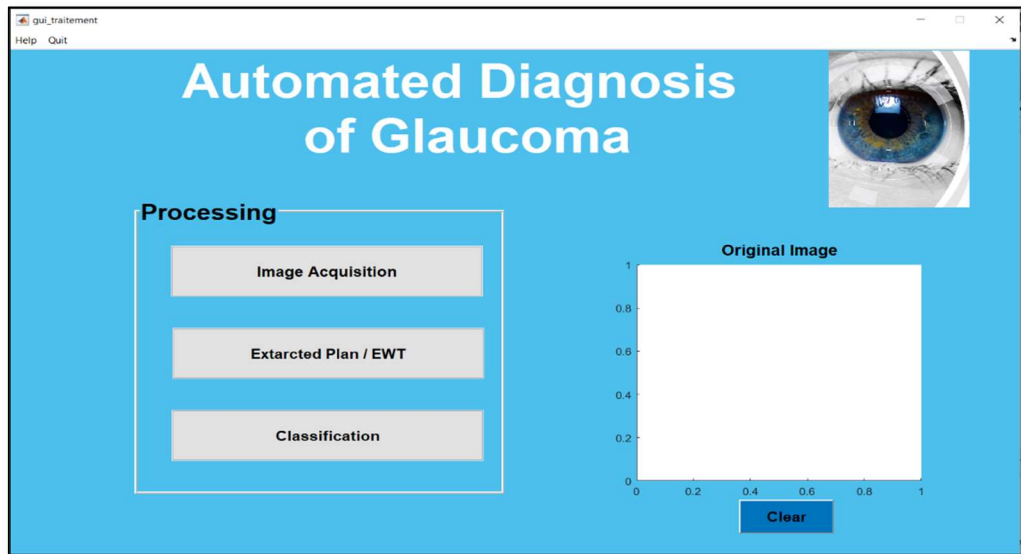 gui_traitement
Help Quit
Automated Diagnosis
of Glaucoma
Processing
Image Acquisition
Extarcted Plan / EWT
Classification
Original Image
1
0.8
0.6
0.4
0.2
0
0 0.2 0.4 0.6 0.8 1
Clear